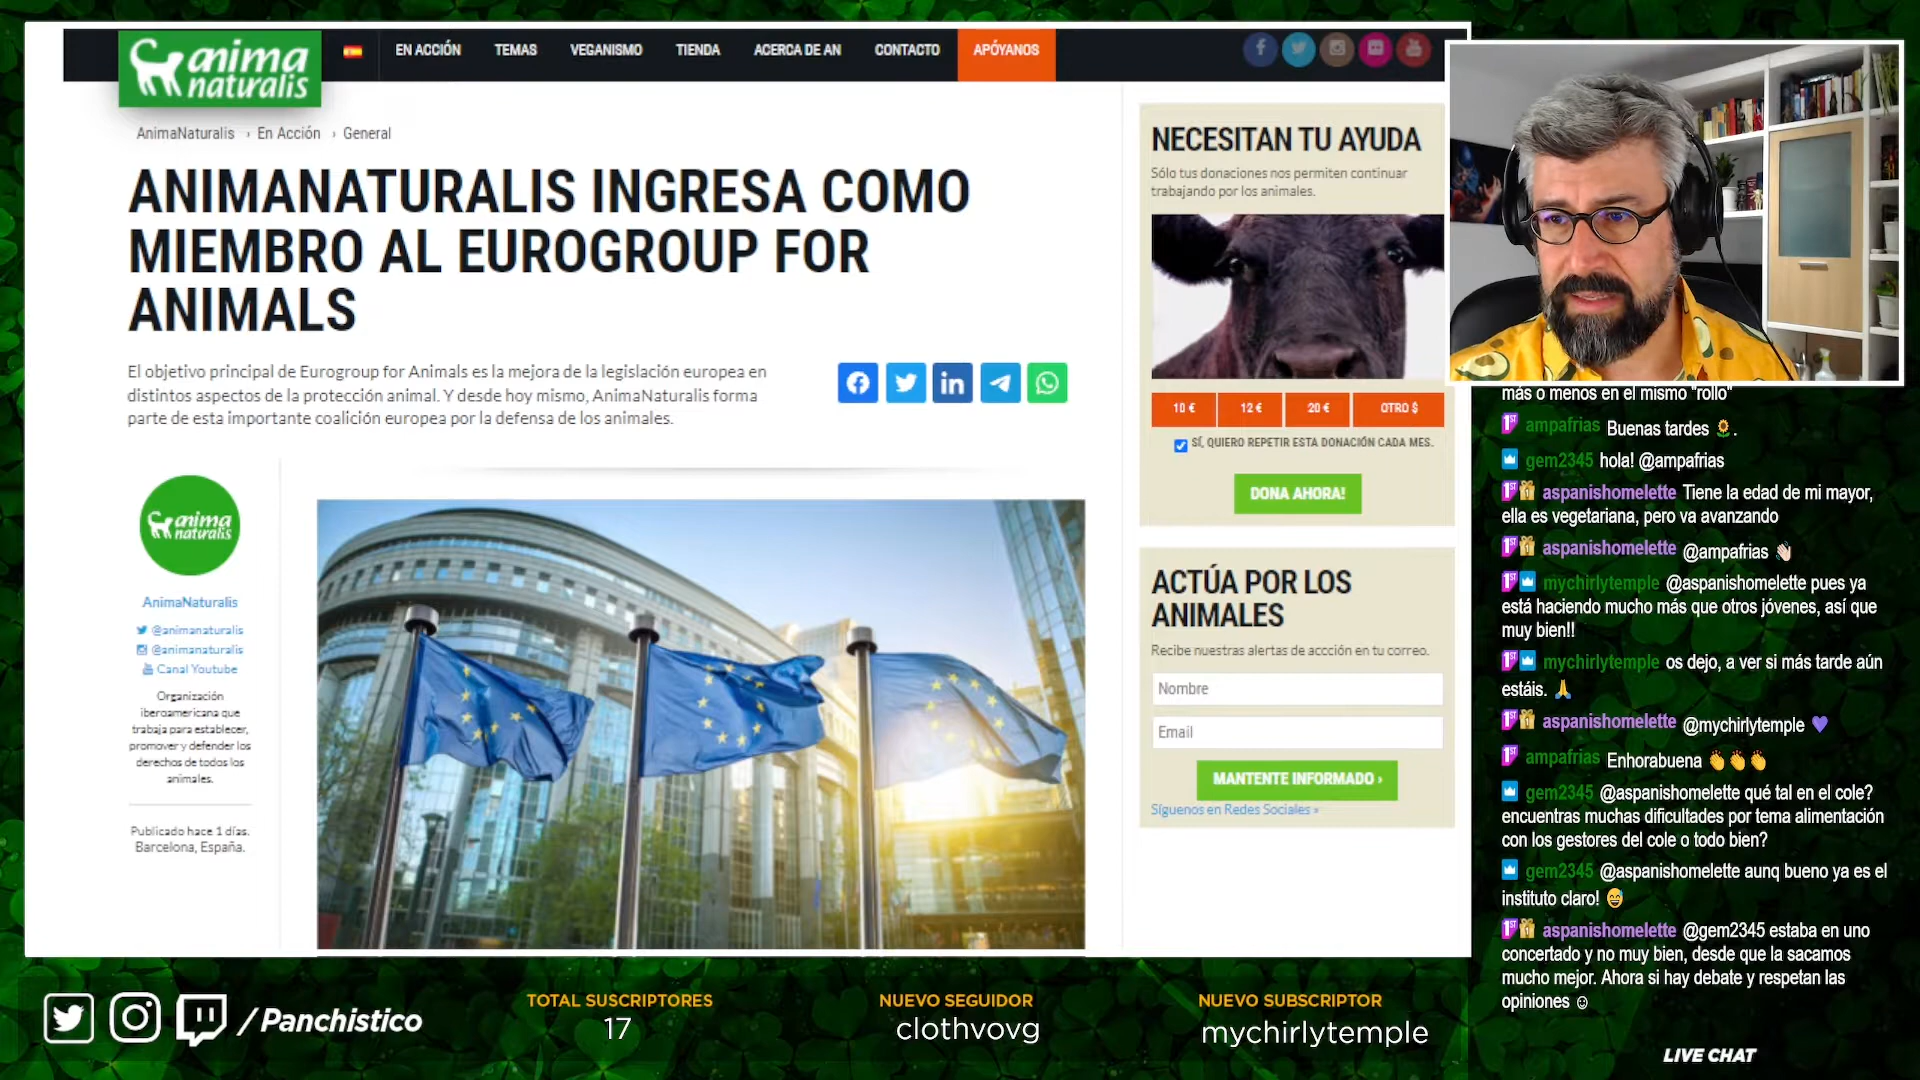 anima
naturalis
EN ACCIÓN
TEMAS
VEGANISMO
TIENDA
ACERCA DE AN
CONTACTO
APÓYANOS
AnimaNaturalis › En Acción › General
ANIMANATURALIS INGRESA COMO
MIEMBRO AL EUROGROUP FOR
ANIMALS
El objetivo principal de Eurogroup for Animals es la mejora de la legislación europea en
distintos aspectos de la protección animal. Y desde hoy mismo, AnimaNaturalis forma
parte de esta importante coalición europea por la defensa de los animales.
anima
naturalis
AnimaNaturalis
@animanaturalis
@animanaturalis
Canal Youtube
Organización
iberoamericana que
trabaja para establecer,
promover y defender los
derechos de todos los
animales.
Publicado hace 1 días.
Barcelona, España.
NECESITAN TU AYUDA
Sólo tus donaciones nos permiten continuar
trabajando por los animales.
10 €
12 €
20 €
OTRO $
SÍ, QUIERO REPETIR ESTA DONACIÓN CADA MES.
DONA AHORA!
ACTÚA POR LOS
ANIMALES
Recibe nuestras alertas de accción en tu correo.
Nombre
Email
MANTENTE INFORMADO ›
Síguenos en Redes Sociales »
más o menos en el mismo "rollo"
ampafrias Buenas tardes 🌻.
gem2345 hola! @ampafrias
aspanishomelette Tiene la edad de mi mayor,
ella es vegetariana, pero va avanzando
aspanishomelette @ampafrias 👋🏻
mychirlytemple @aspanishomelette pues ya
está haciendo mucho más que otros jóvenes, así que
muy bien!!
mychirlytemple os dejo, a ver si más tarde aún
estáis. 🙏
aspanishomelette @mychirlytemple 💜
ampafrias Enhorabuena 👏👏👏
gem2345 @aspanishomelette qué tal en el cole?
encuentras muchas dificultades por tema alimentación
con los gestores del cole o todo bien?
gem2345 @aspanishomelette aunq bueno ya es el
instituto claro! 😅
aspanishomelette @gem2345 estaba en uno
concertado y no muy bien, desde que la sacamos
mucho mejor. Ahora si hay debate y respetan las
opiniones ☺
LIVE CHAT
/Panchistico
TOTAL SUSCRIPTORES
17
NUEVO SEGUIDOR
clothvovg
NUEVO SUBSCRIPTOR
mychirlytemple